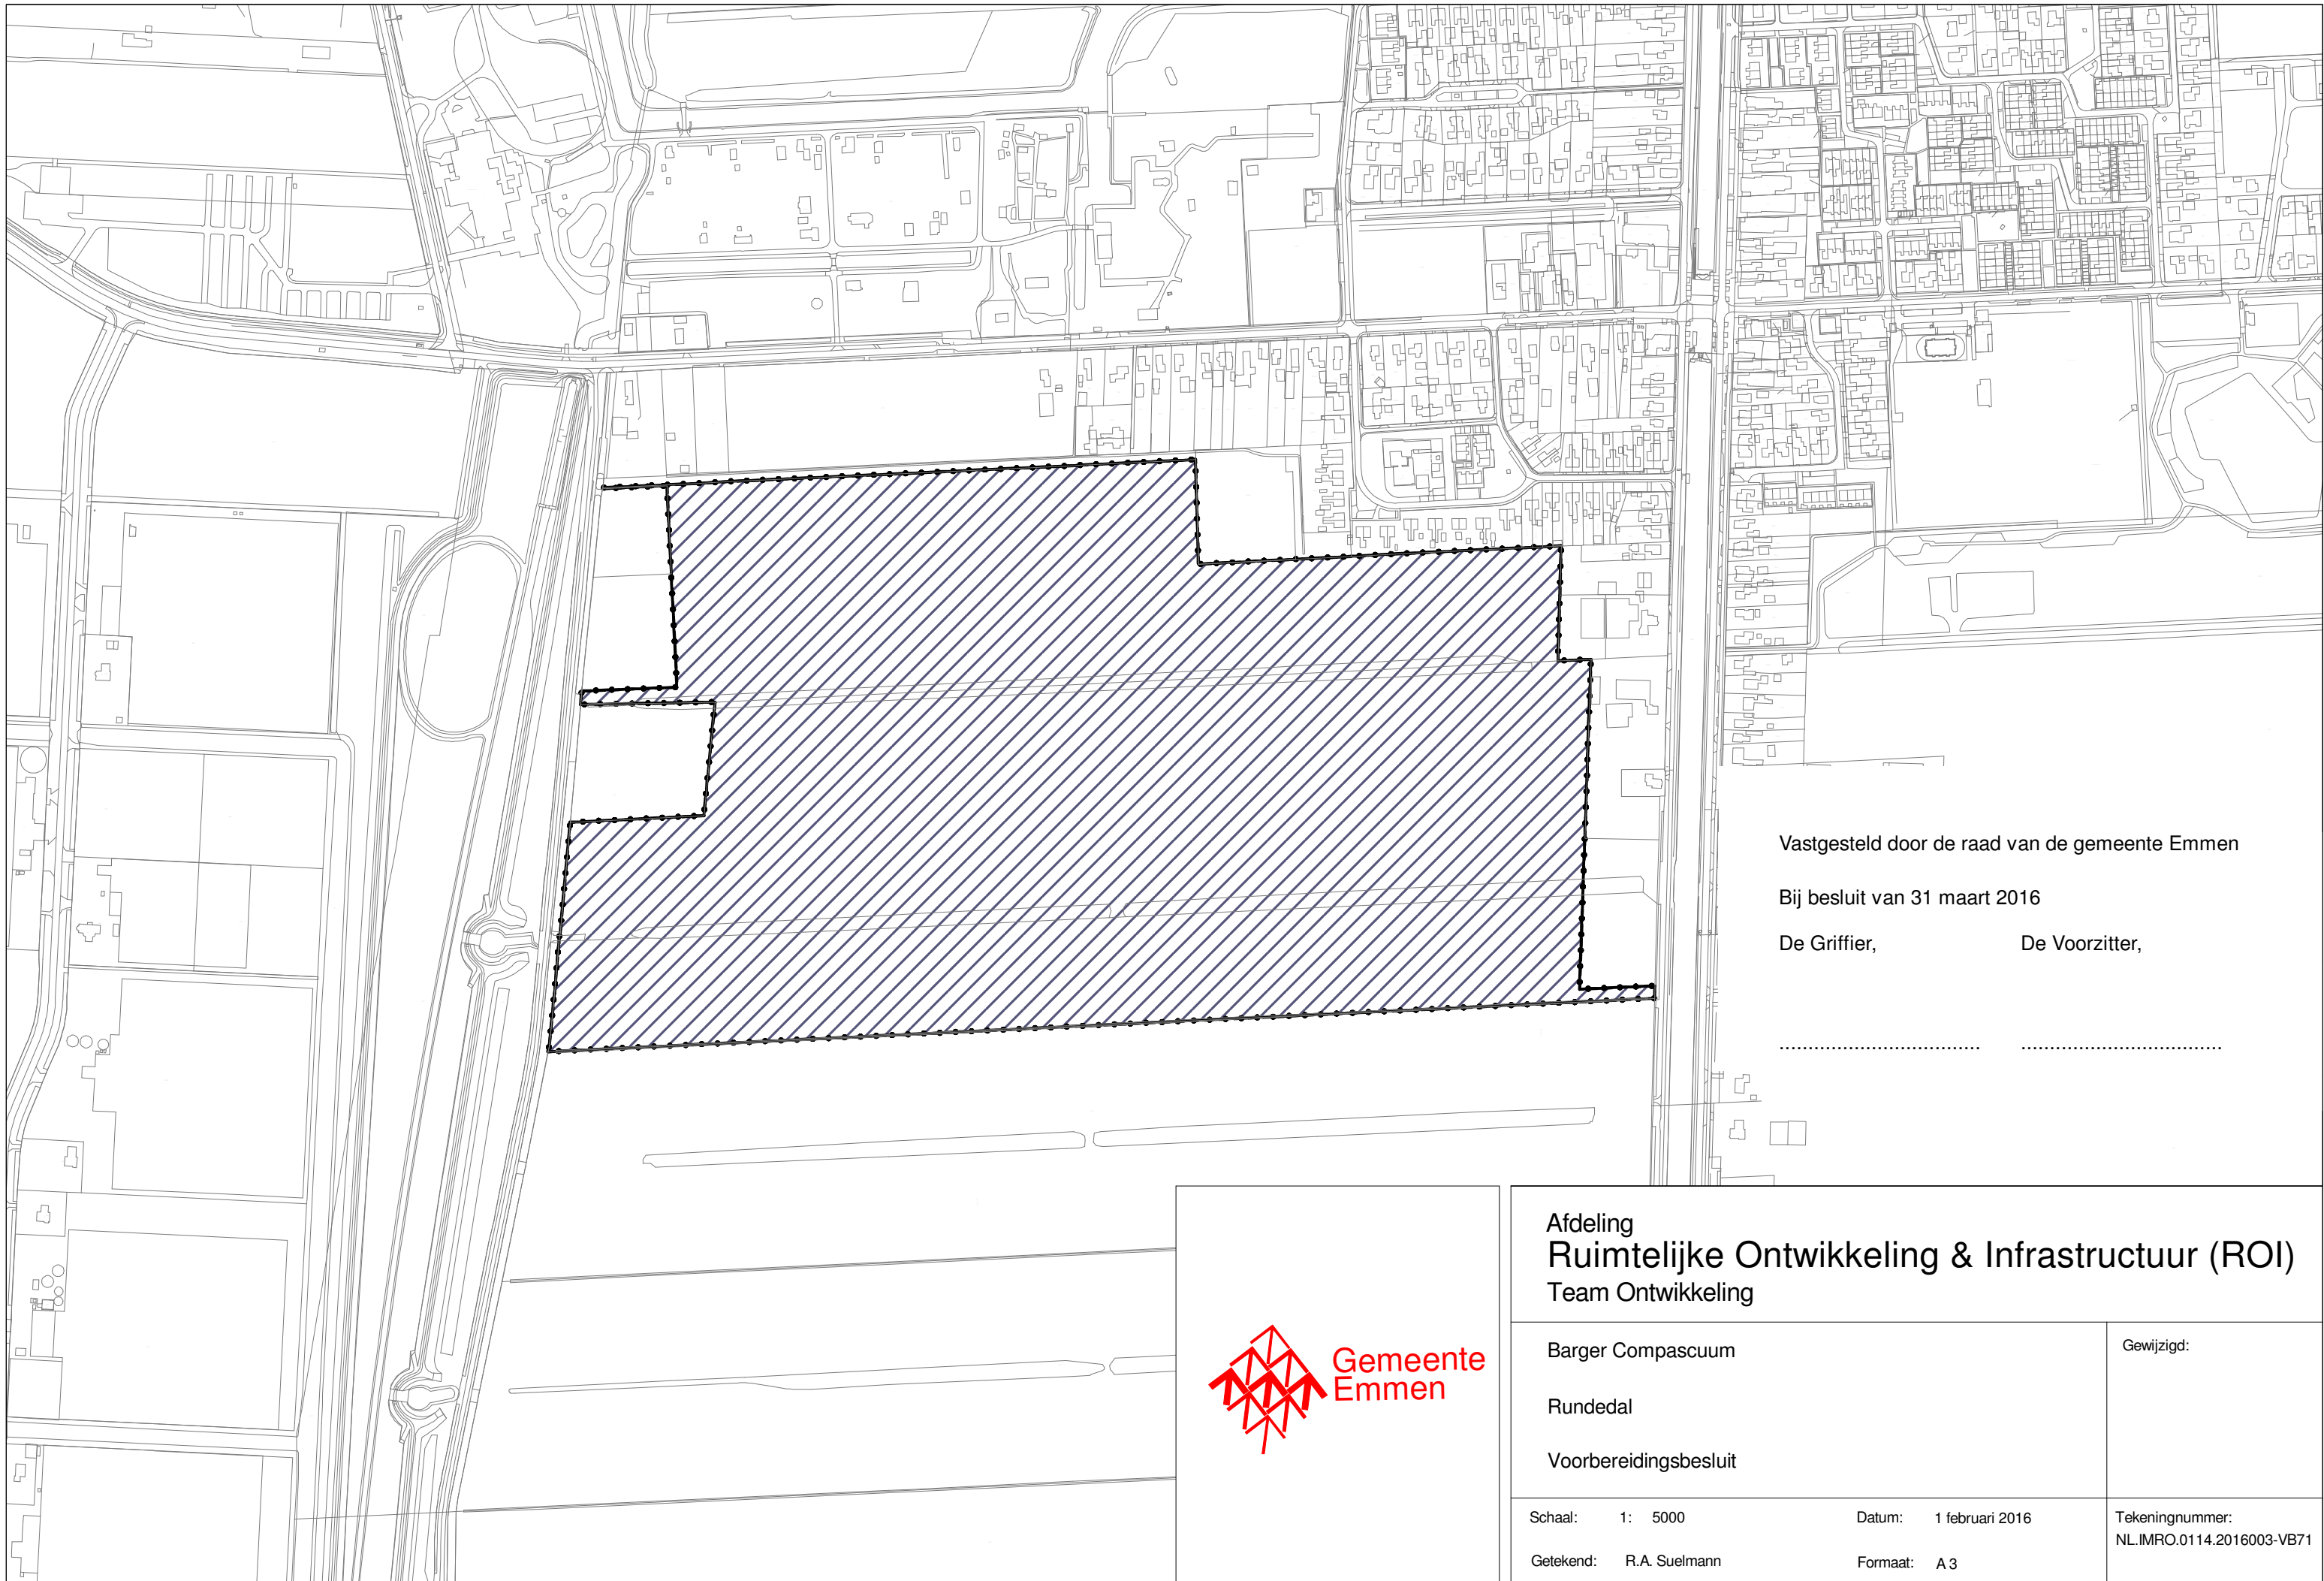 Vastgesteld door de raad van de gemeente Emmen
Bij besluit van 31 maart 2016
De Griffier, De Voorzitter,
Gemeente
Emmen
Afdeling
Ruimtelijke Ontwikkeling & Infrastructuur (ROI)
Team Ontwikkeling
Barger Compascuum
Gewijzigd:
Rundedal
Voorbereidingsbesluit
Schaal: 1: 5000 Datum: 1 februari 2016
Getekend: R.A. Suelmann Formaat: A 3
Tekeningnummer:
NL.IMRO.0114.2016003-VB71